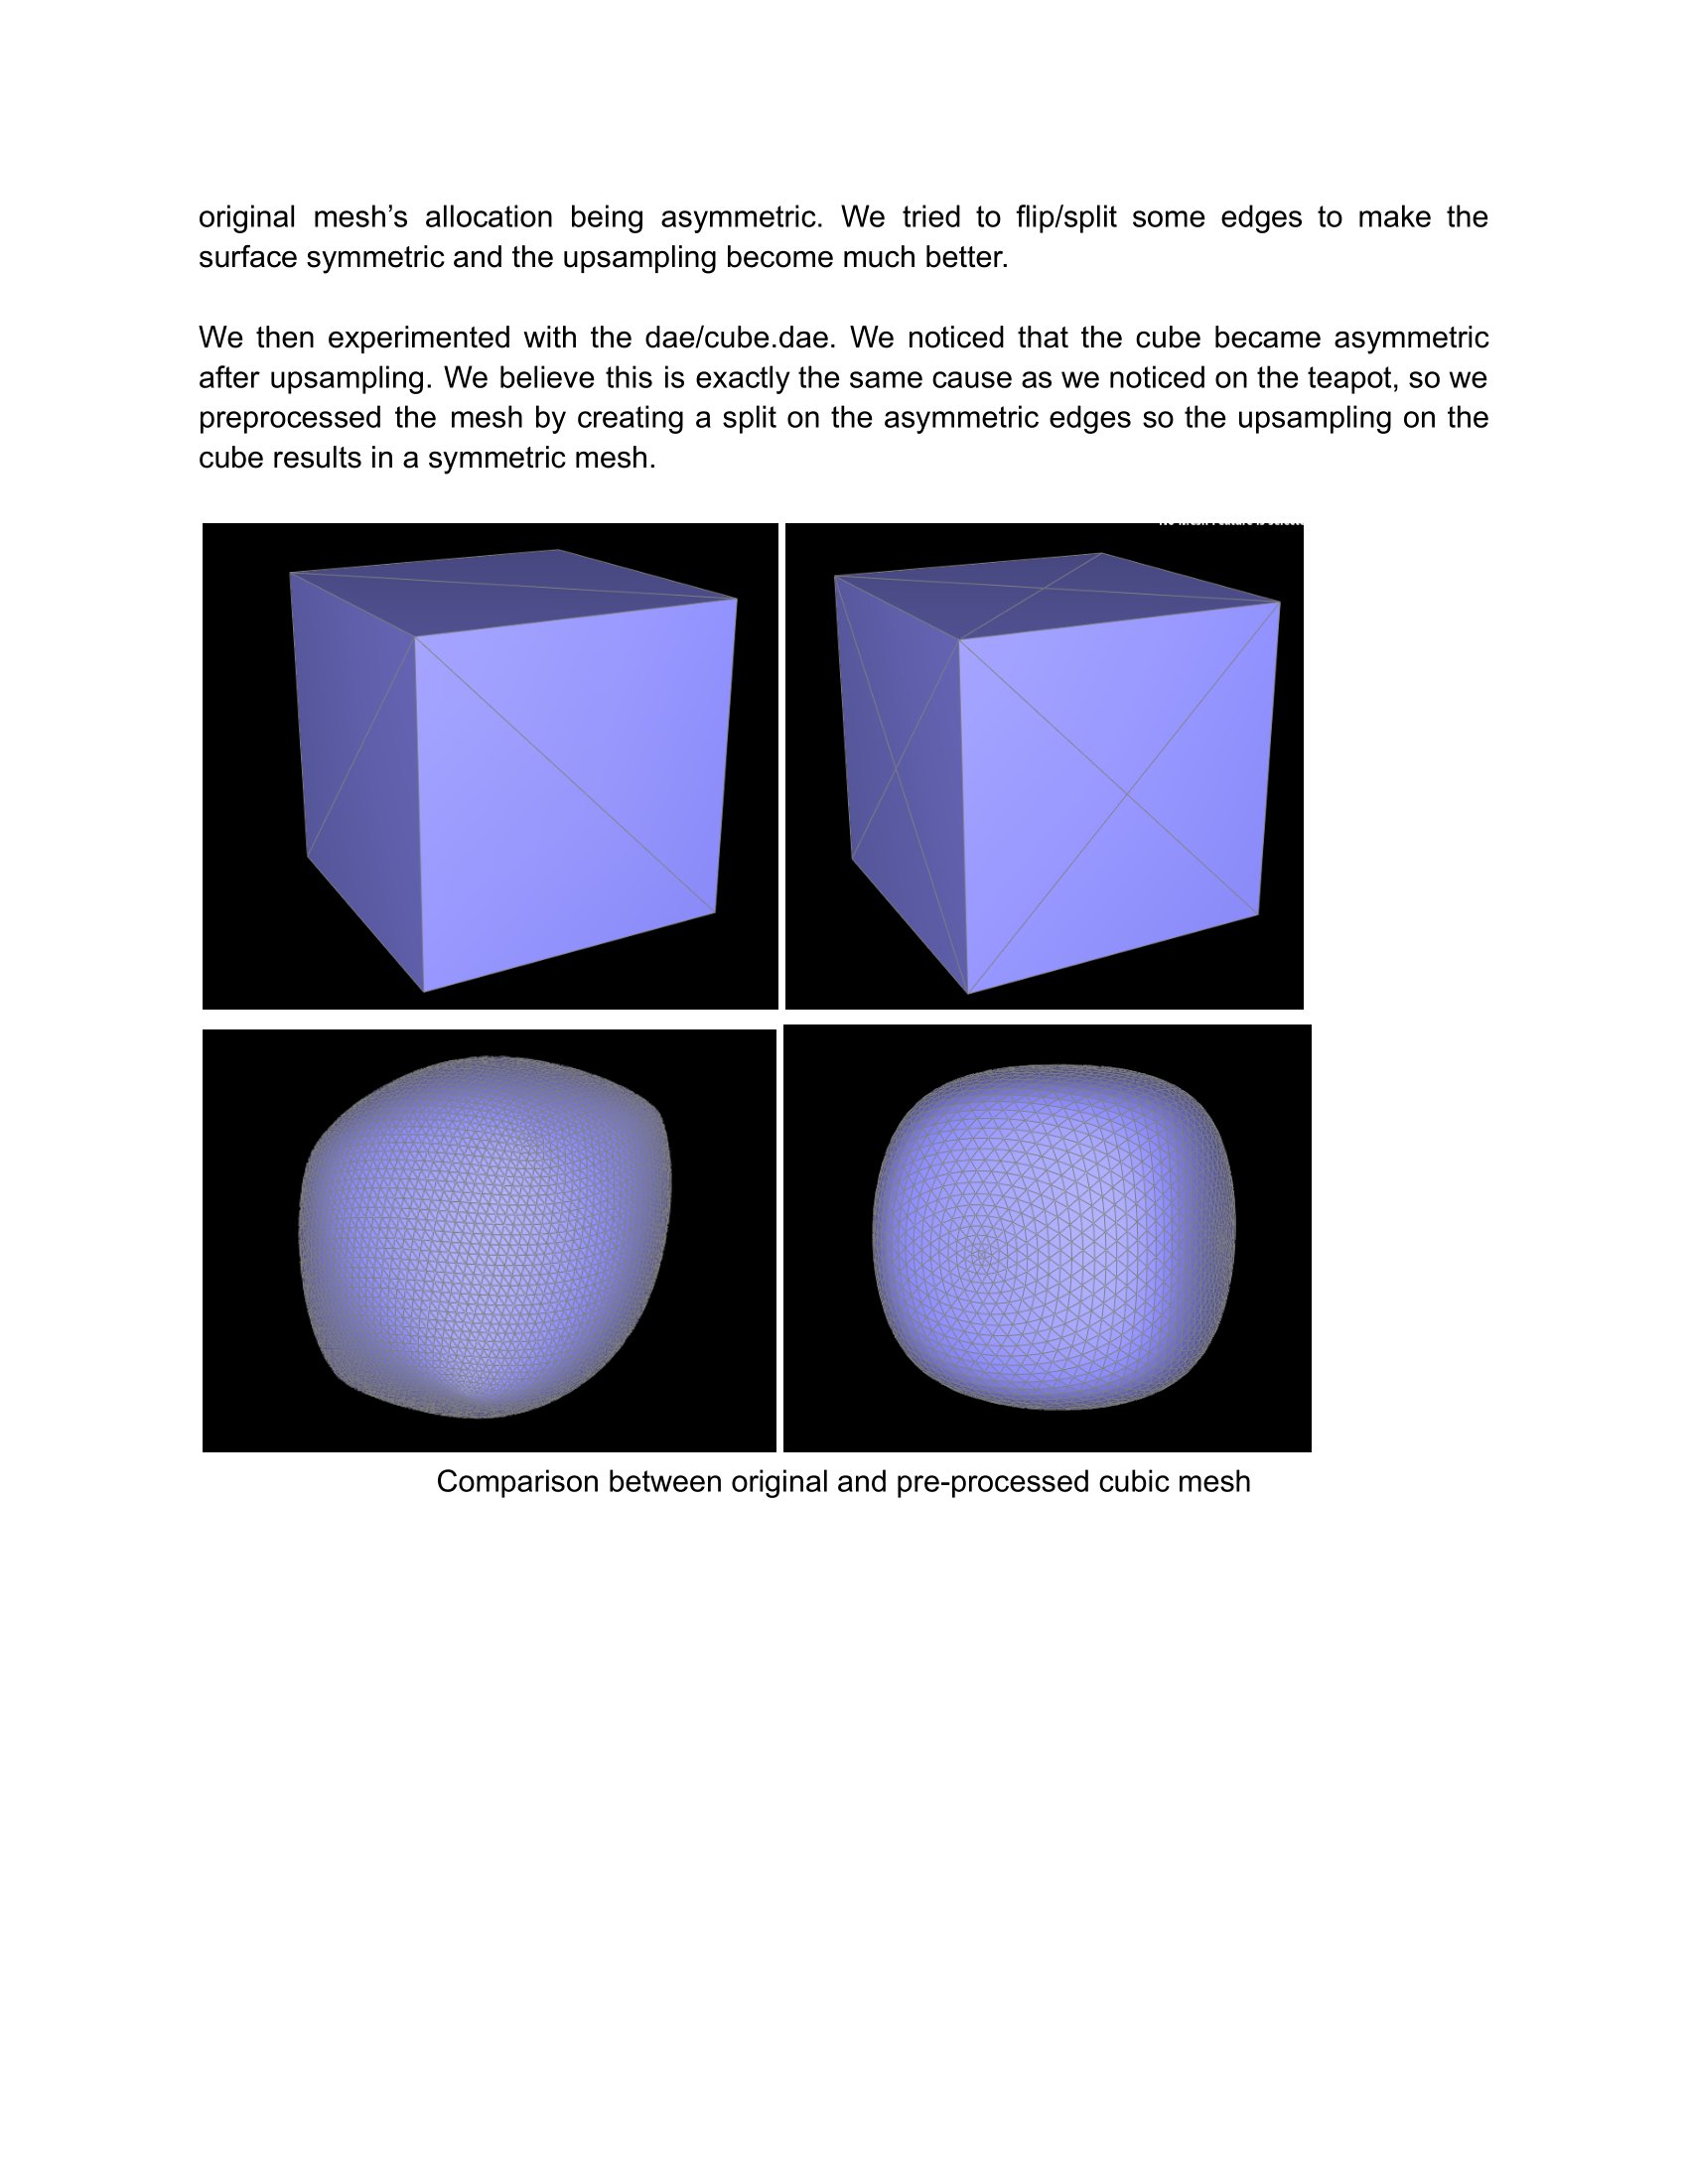 original mesh’s allocation being asymmetric. We tried to flip/split some edges to make the
surface symmetric and the upsampling become much better.
We then experimented with the dae/cube.dae. We noticed that the cube became asymmetric
after upsampling. We believe this is exactly the same cause as we noticed on the teapot, so we
preprocessed the mesh by creating a split on the asymmetric edges so the upsampling on the
cube results in a symmetric mesh.
Comparison between original and pre-processed cubic mesh